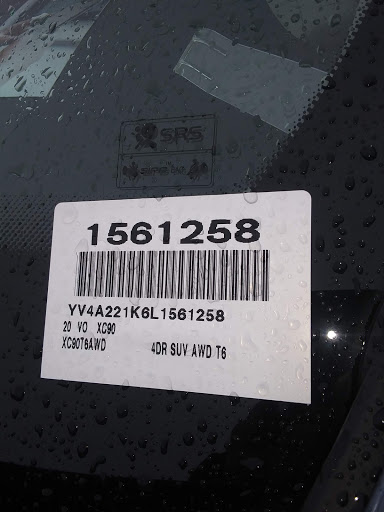 SRS
1561258
YV4A221K6L1561258
20 VO XC90
XC90T6AWD 4DR SUV AWD T6